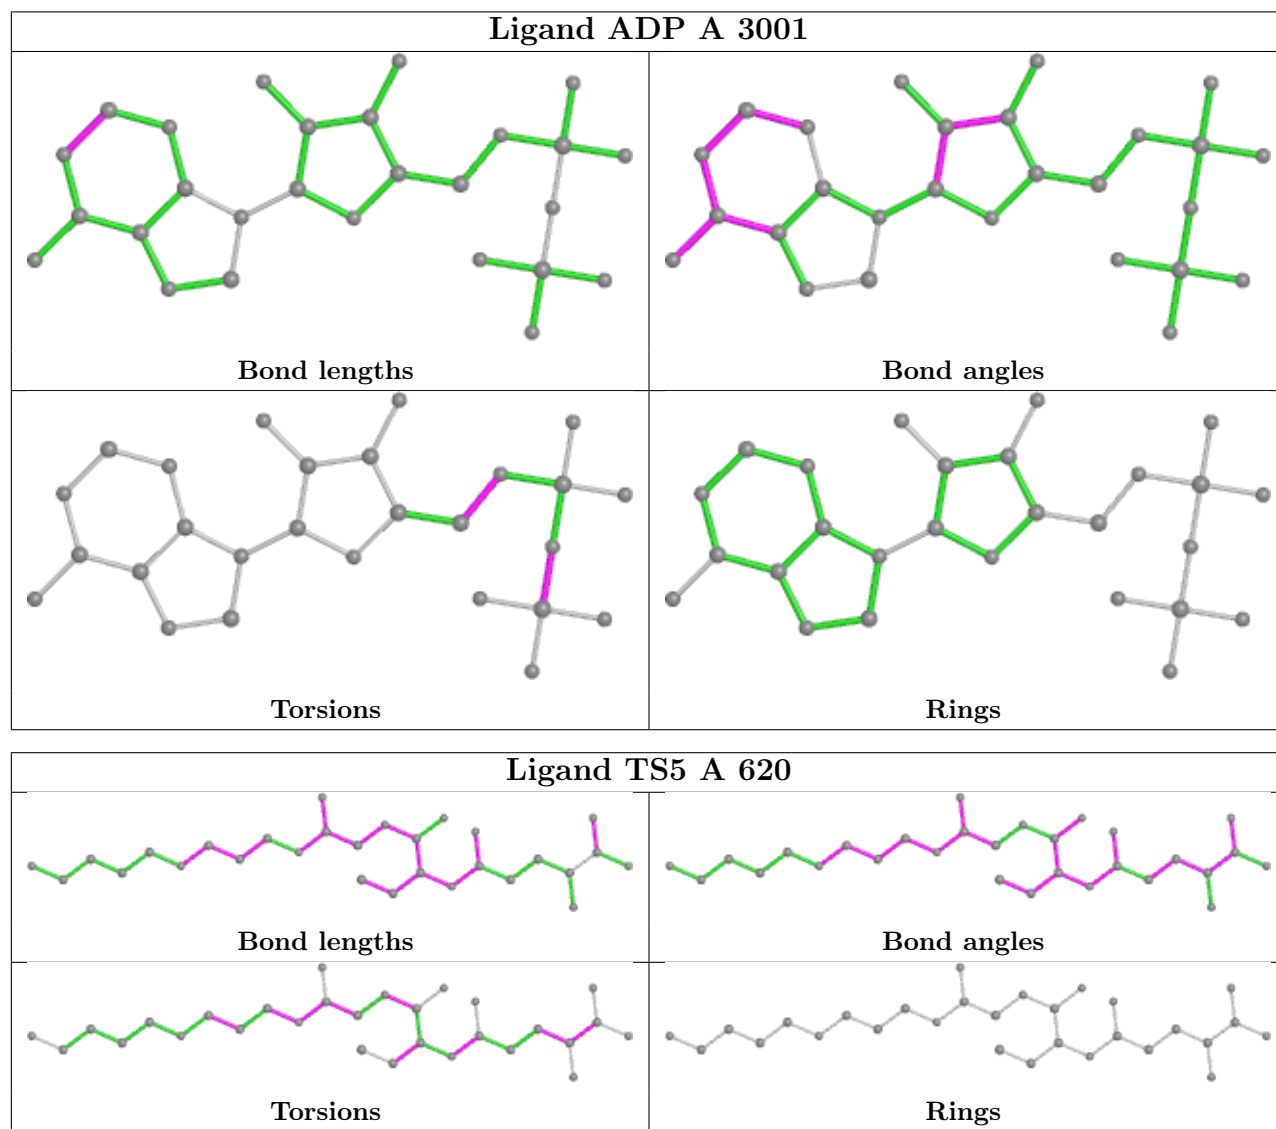 Ligand ADP A 3001
Bond lengths
Bond angles
Torsions
Rings
Ligand TS5 A 620
Bond lengths
Bond angles
Torsions
Rings